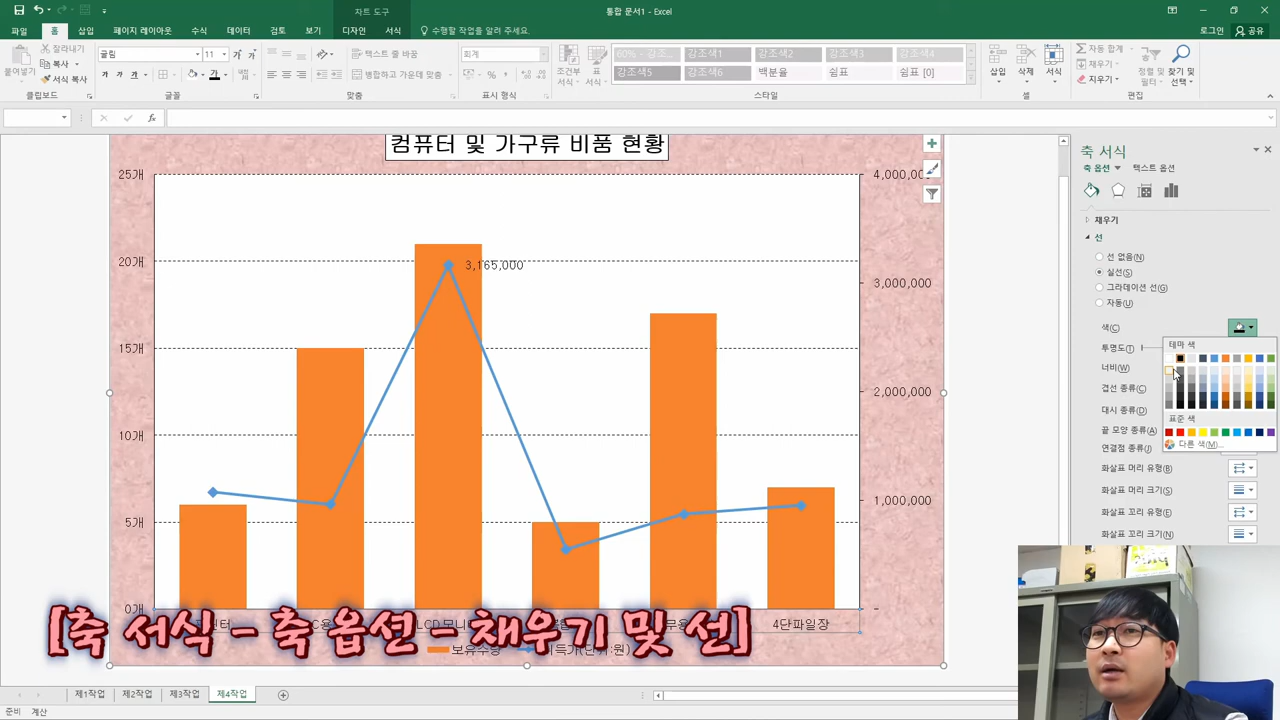 차트 도구
통합 문서1 - Excel
파일 홈 삽입 페이지 레이아웃 수식 데이터 검토 보기 디자인 서식 수행할 작업을 알려 주세요.
로그인 공유
잘라내기
복사
서식 복사
붙여넣기
클립보드
굴림 11
가 가 가
글꼴
텍스트 줄 바꿈
병합하고 가운데 맞춤
맞춤
회계
%
표시 형식
조건부 서식
표 서식
60% - 강조... 강조색1 강조색2 강조색3 강조색4
강조색5 강조색6 백분율 쉼표 쉼표 [0]
스타일
삽입 삭제 서식
셀
자동 합계
채우기
지우기
정렬 및 필터
찾기 및 선택
편집
fx
컴퓨터 및 가구류 비품 현황
25개
20개
15개
10개
5개
0개
4,000,000
3,000,000
2,000,000
1,000,000
-
3,165,000
LCD모니터
4단파일장
보유수량
[축 서식 - 축 옵션 - 채우기 및 선]
축 서식
축 옵션 텍스트 옵션
채우기
선
선 없음(N)
실선(S)
그라데이션 선(G)
자동(U)
색(C)
투명도(T)
너비(W)
겹선 종류(C)
대시 종류(D)
끝 모양 종류(A)
연결점 종류(J)
화살표 머리 유형(B)
화살표 머리 크기(S)
화살표 꼬리 유형(E)
화살표 꼬리 크기(N)
테마 색
표준 색
다른 색(M)...
제1작업 제2작업 제3작업 제4작업
준비 계산